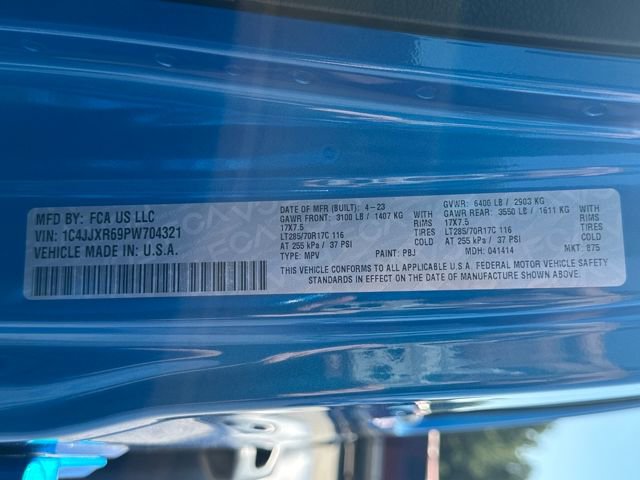 MFD BY: FCA US LLC
VIN: 1C4JJXR69PW704321
VEHICLE MADE IN: U.S.A.
DATE OF MFR (BUILT): 4-23
GAWR FRONT: 3100 LB / 1407 KG
17X7.5 RIMS
LT285/70R17C 116 TIRES
AT 255 kPa / 37 PSI
TYPE: MPV PAINT: PBJ
GVWR: 6400 LB / 2903 KG
GAWR REAR: 3550 LB / 1611 KG
17X7.5 RIMS
LT285/70R17C 116 TIRES
AT 255 kPa / 37 PSI
MDH: 041414 MKT: 875
THIS VEHICLE CONFORMS TO ALL APPLICABLE U.S.A. FEDERAL MOTOR VEHICLE SAFETY
STANDARDS IN EFFECT ON THE DATE OF MANUFACTURE SHOWN ABOVE.